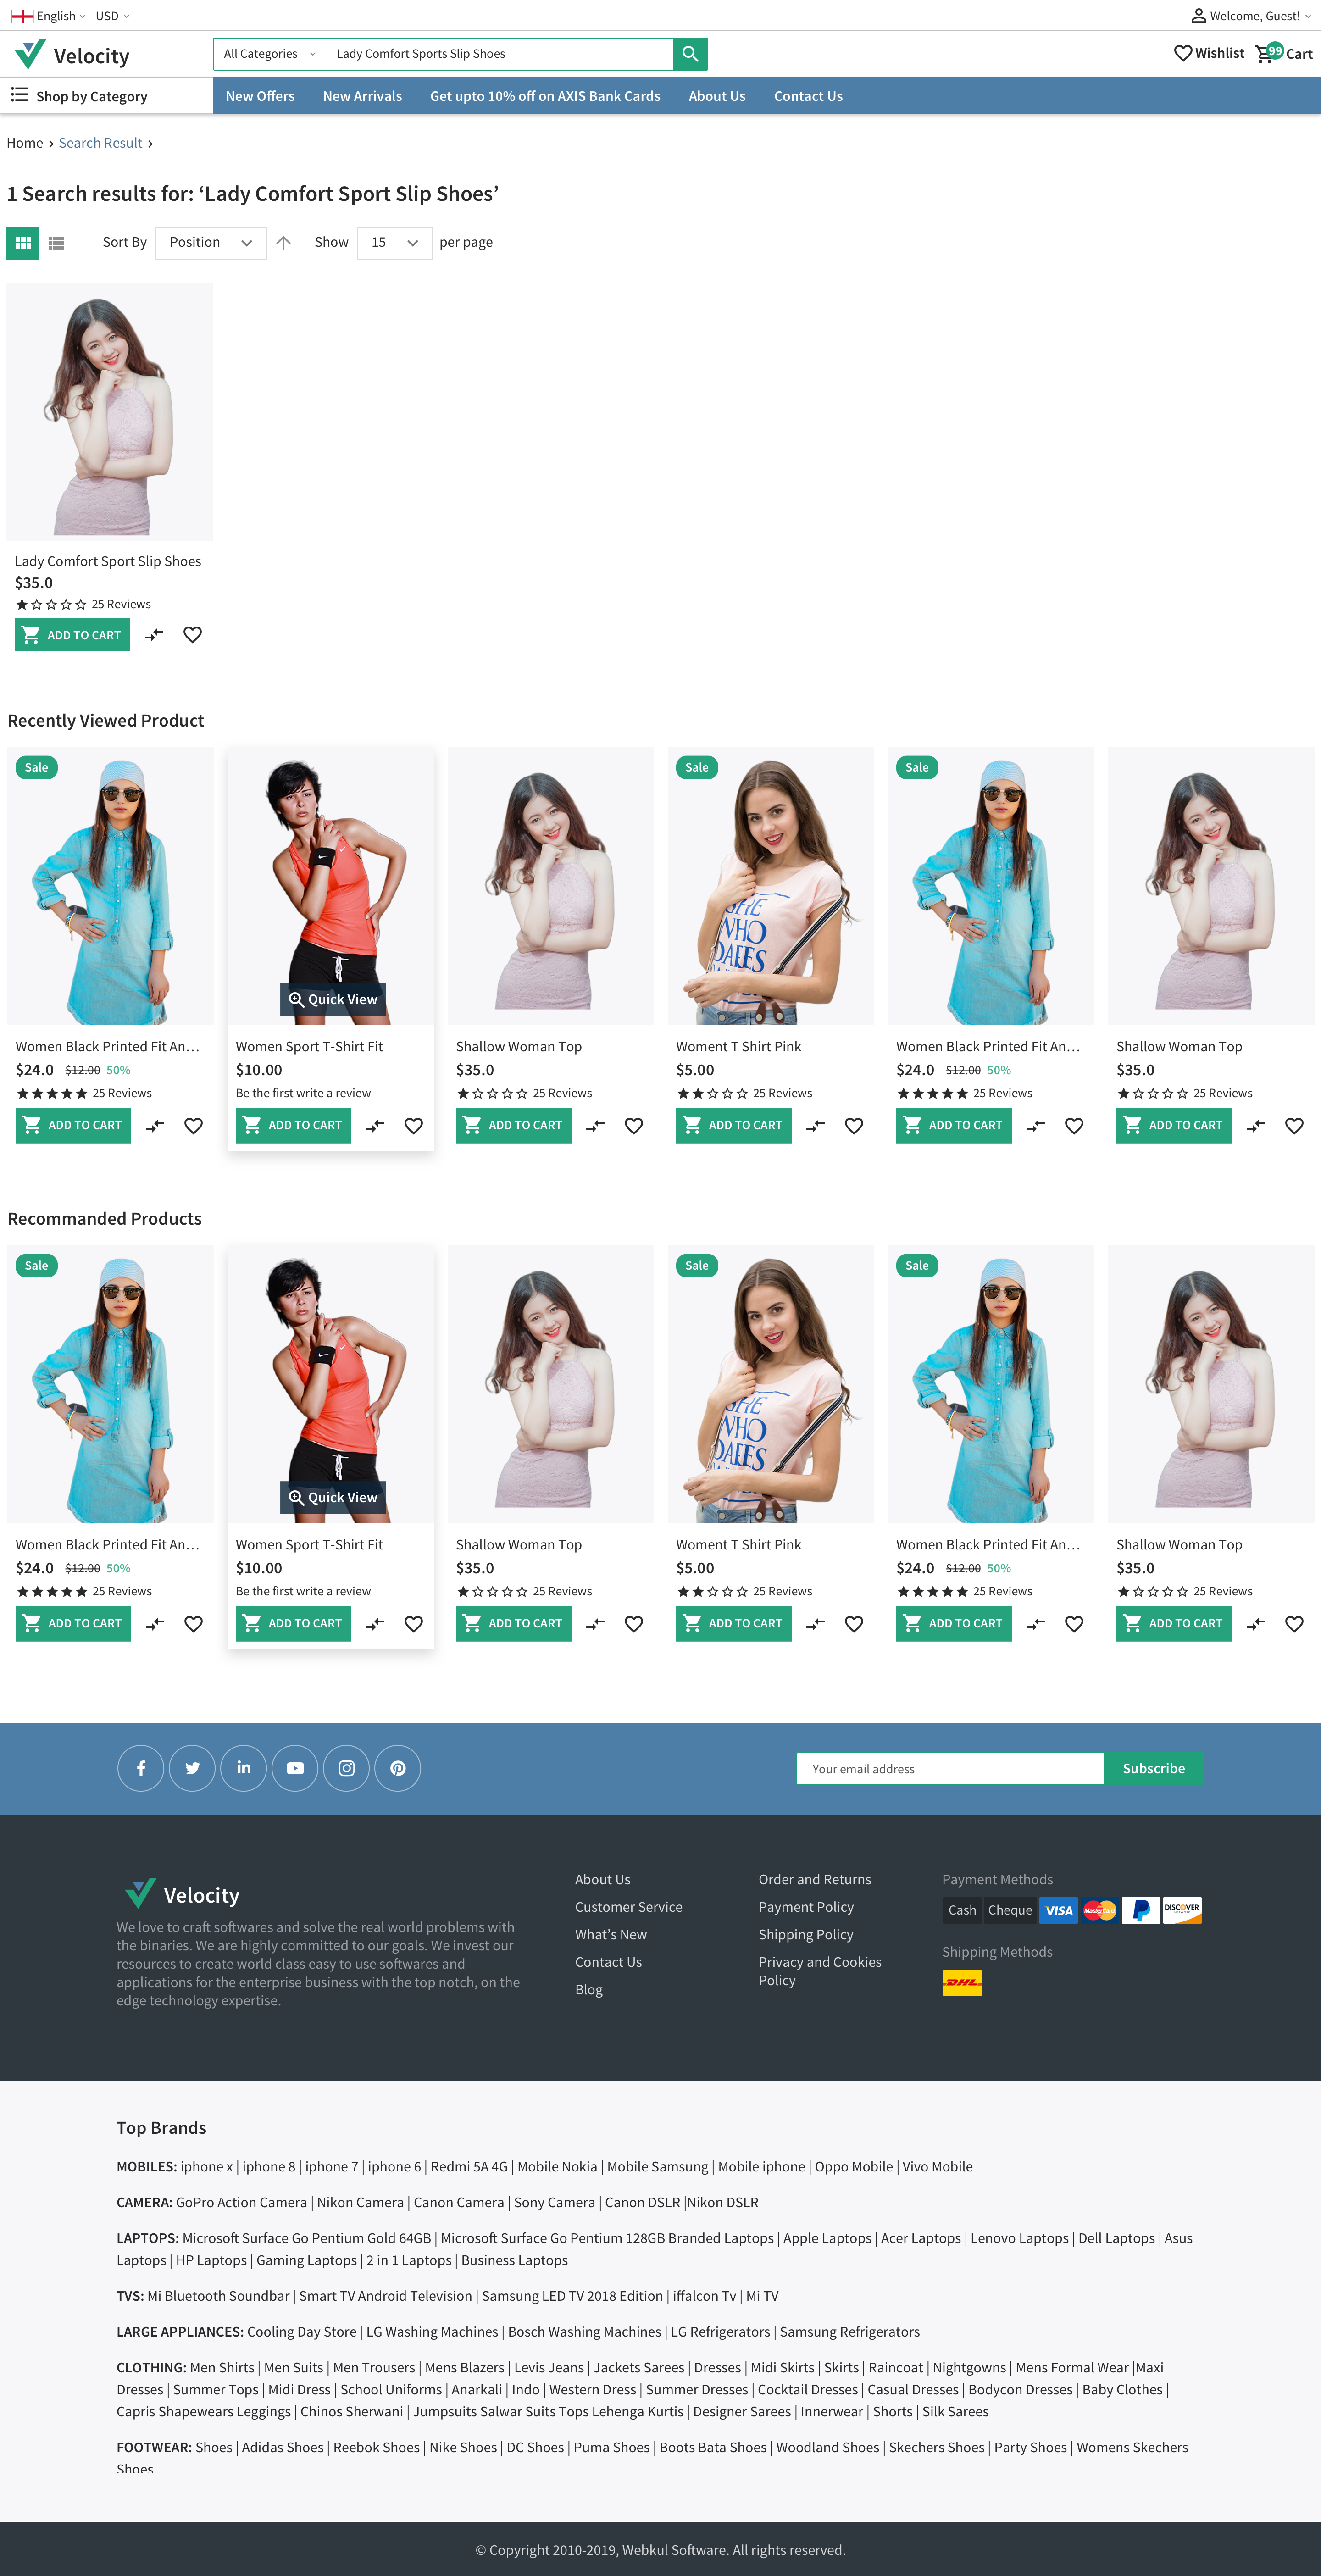 English USD Welcome, Guest!
Velocity All Categories Lady Comfort Sports Slip Shoes Wishlist 99 Cart
Shop by Category New Offers New Arrivals Get upto 10% off on AXIS Bank Cards About Us Contact Us
Home Search Result
1 Search results for: ‘Lady Comfort Sport Slip Shoes’
Sort By Position Show 15 per page
Lady Comfort Sport Slip Shoes
$35.0
25 Reviews
ADD TO CART
Recently Viewed Product
Sale Sale Sale
SHE
WHO
DARES
Quick View
Women Black Printed Fit An... Women Sport T-Shirt Fit Shallow Woman Top Woment T Shirt Pink Women Black Printed Fit An... Shallow Woman Top
$24.0 $12.00 50% $10.00 $35.0 $5.00 $24.0 $12.00 50% $35.0
25 Reviews Be the first write a review 25 Reviews 25 Reviews 25 Reviews 25 Reviews
ADD TO CART ADD TO CART ADD TO CART ADD TO CART ADD TO CART ADD TO CART
Recommanded Products
Sale Sale Sale
SHE
WHO
DARES
Quick View
Women Black Printed Fit An... Women Sport T-Shirt Fit Shallow Woman Top Woment T Shirt Pink Women Black Printed Fit An... Shallow Woman Top
$24.0 $12.00 50% $10.00 $35.0 $5.00 $24.0 $12.00 50% $35.0
25 Reviews Be the first write a review 25 Reviews 25 Reviews 25 Reviews 25 Reviews
ADD TO CART ADD TO CART ADD TO CART ADD TO CART ADD TO CART ADD TO CART
Your email address Subscribe
Velocity
We love to craft softwares and solve the real world problems with
the binaries. We are highly committed to our goals. We invest our
resources to create world class easy to use softwares and
applications for the enterprise business with the top notch, on the
edge technology expertise.
About Us
Customer Service
What's New
Contact Us
Blog
Order and Returns
Payment Policy
Shipping Policy
Privacy and Cookies
Policy
Payment Methods
Cash Cheque VISA MasterCard DISCOVER
Shipping Methods
DHL
Top Brands
MOBILES: iphone x | iphone 8 | iphone 7 | iphone 6 | Redmi 5A 4G | Mobile Nokia | Mobile Samsung | Mobile iphone | Oppo Mobile | Vivo Mobile
CAMERA: GoPro Action Camera | Nikon Camera | Canon Camera | Sony Camera | Canon DSLR |Nikon DSLR
LAPTOPS: Microsoft Surface Go Pentium Gold 64GB | Microsoft Surface Go Pentium 128GB Branded Laptops | Apple Laptops | Acer Laptops | Lenovo Laptops | Dell Laptops | Asus
Laptops | HP Laptops | Gaming Laptops | 2 in 1 Laptops | Business Laptops
TVS: Mi Bluetooth Soundbar | Smart TV Android Television | Samsung LED TV 2018 Edition | iffalcon Tv | Mi TV
LARGE APPLIANCES: Cooling Day Store | LG Washing Machines | Bosch Washing Machines | LG Refrigerators | Samsung Refrigerators
CLOTHING: Men Shirts | Men Suits | Men Trousers | Mens Blazers | Levis Jeans | Jackets Sarees | Dresses | Midi Skirts | Skirts | Raincoat | Nightgowns | Mens Formal Wear |Maxi
Dresses | Summer Tops | Midi Dress | School Uniforms | Anarkali | Indo | Western Dress | Summer Dresses | Cocktail Dresses | Casual Dresses | Bodycon Dresses | Baby Clothes |
Capris Shapewears Leggings | Chinos Sherwani | Jumpsuits Salwar Suits Tops Lehenga Kurtis | Designer Sarees | Innerwear | Shorts | Silk Sarees
FOOTWEAR: Shoes | Adidas Shoes | Reebok Shoes | Nike Shoes | DC Shoes | Puma Shoes | Boots Bata Shoes | Woodland Shoes | Skechers Shoes | Party Shoes | Womens Skechers
Shoes
© Copyright 2010-2019, Webkul Software. All rights reserved.